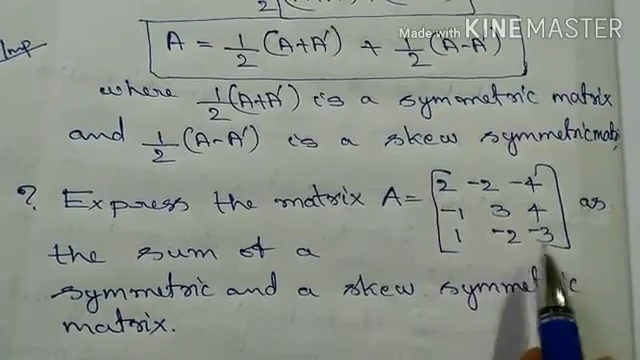 Made with KINEMASTER
Imp A = 1/2 (A+A') + 1/2 (A-A')
where 1/2 (A+A') is a symmetric matrix
and 1/2 (A-A') is a skew symmetric
? Express the matrix A = [2 -2 -4
-1 3 4
1 -2 -3] as
the sum of a
symmetric and a skew symmetric
matrix.